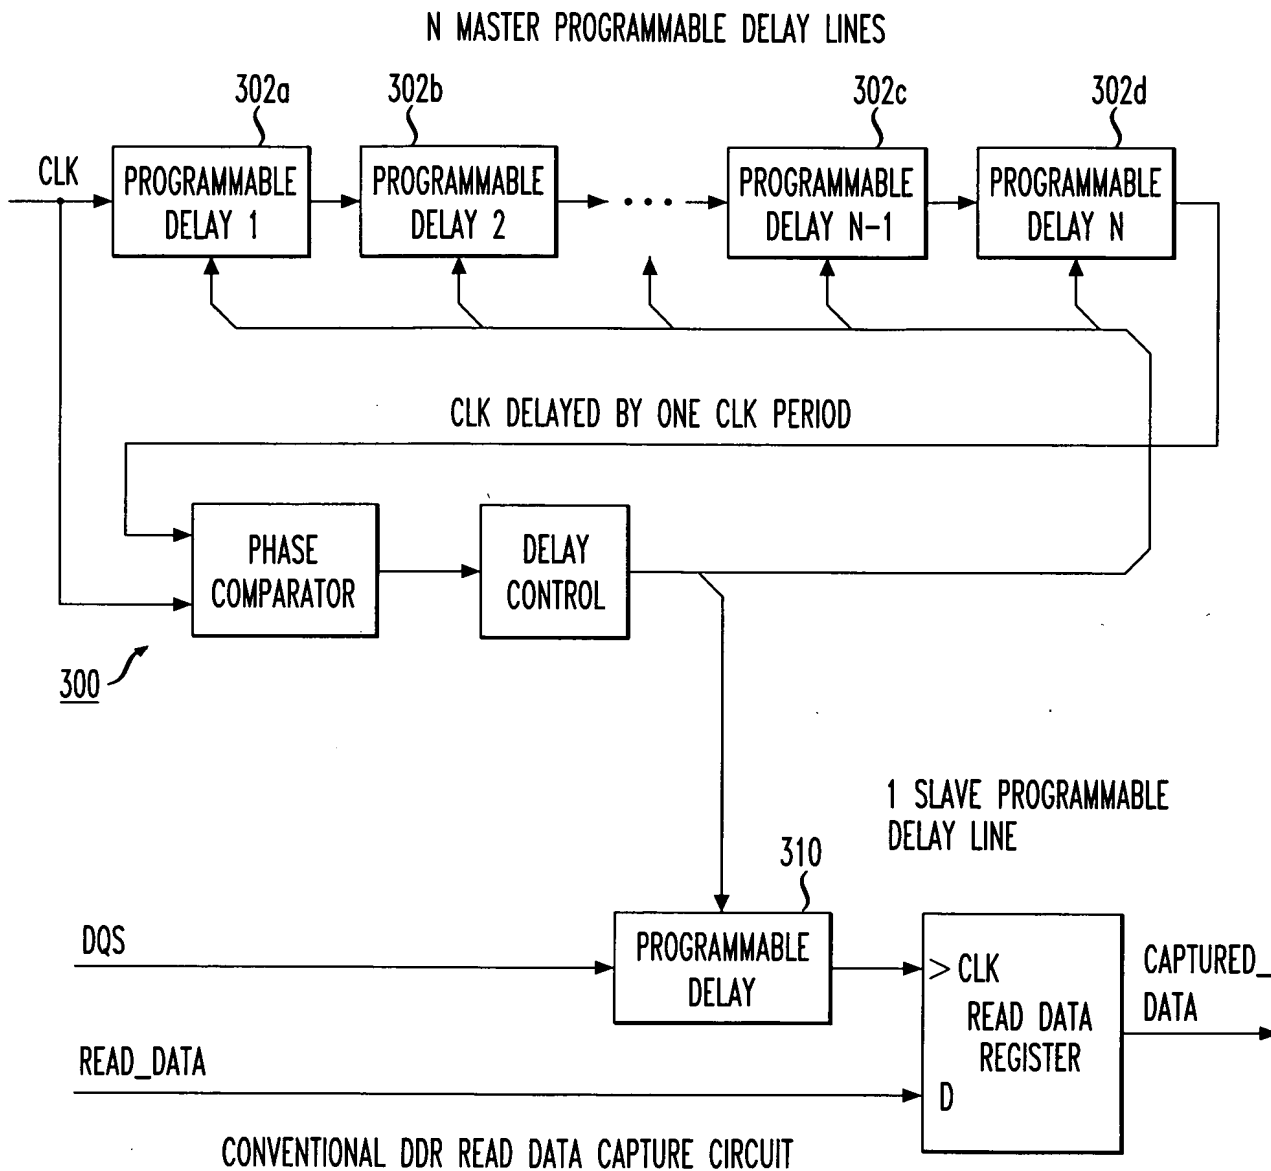 N MASTER PROGRAMMABLE DELAY LINES
302a
302b
302c
302d
CLK
PROGRAMMABLE
DELAY 1
PROGRAMMABLE
DELAY 2
PROGRAMMABLE
DELAY N-1
PROGRAMMABLE
DELAY N
CLK DELAYED BY ONE CLK PERIOD
PHASE
COMPARATOR
DELAY
CONTROL
300
1 SLAVE PROGRAMMABLE
DELAY LINE
310
DQS
PROGRAMMABLE
DELAY
>CLK
READ DATA
REGISTER
D
CAPTURED_
DATA
READ_DATA
CONVENTIONAL DDR READ DATA CAPTURE CIRCUIT